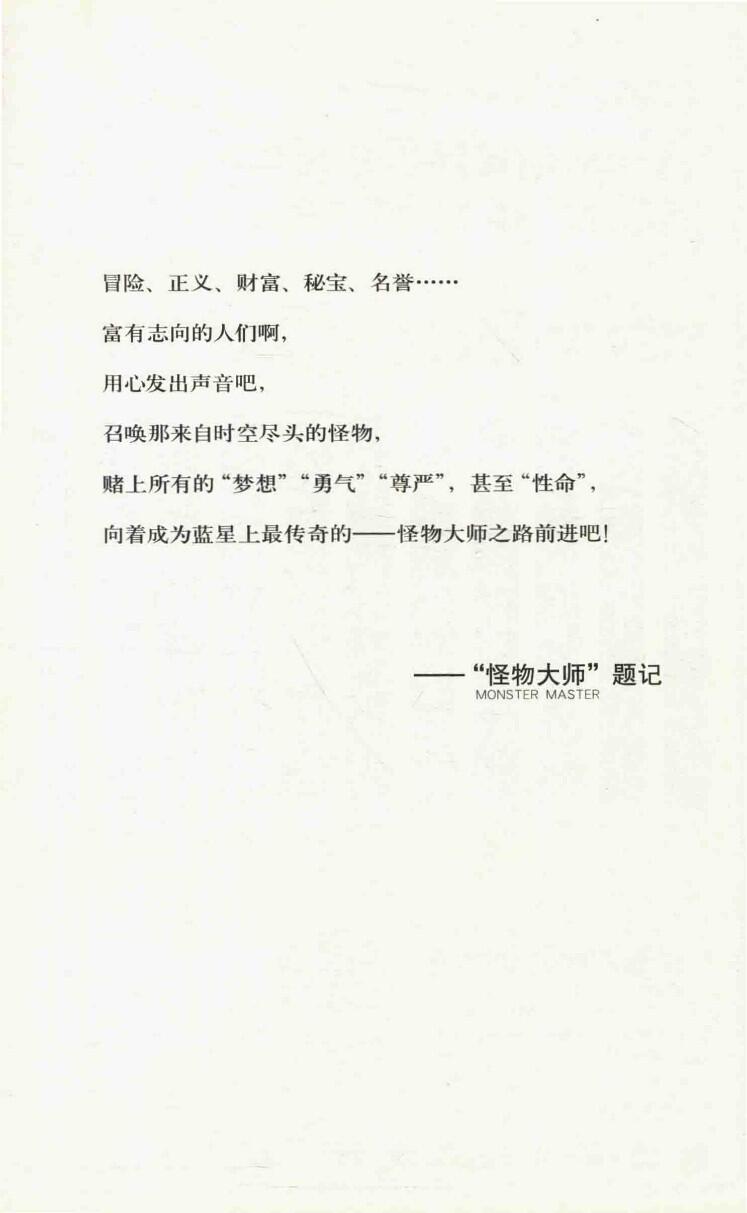 冒险、正义、财富、秘宝、名誉……
富有志向的人们啊，
用心发出声音吧，
召唤那来自时空尽头的怪物，
赌上所有的“梦想”“勇气”“尊严”，甚至“性命”，
向着成为蓝星上最传奇的——怪物大师之路前进吧！
——“怪物大师”题记
MONSTER MASTER